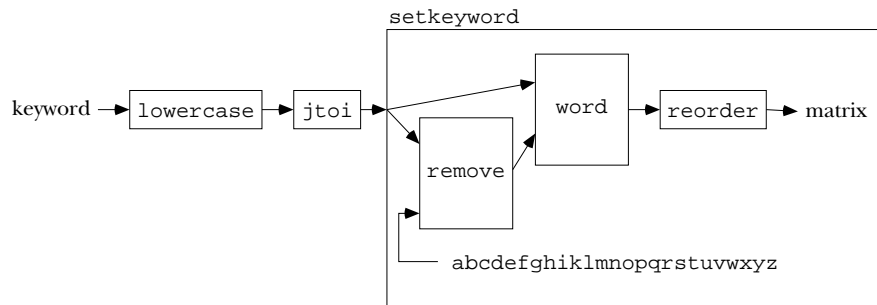 setkeyword
keyword
lowercase
jtoi
remove
word
reorder
matrix
abcdefghiklmnopqrstuvwxyz